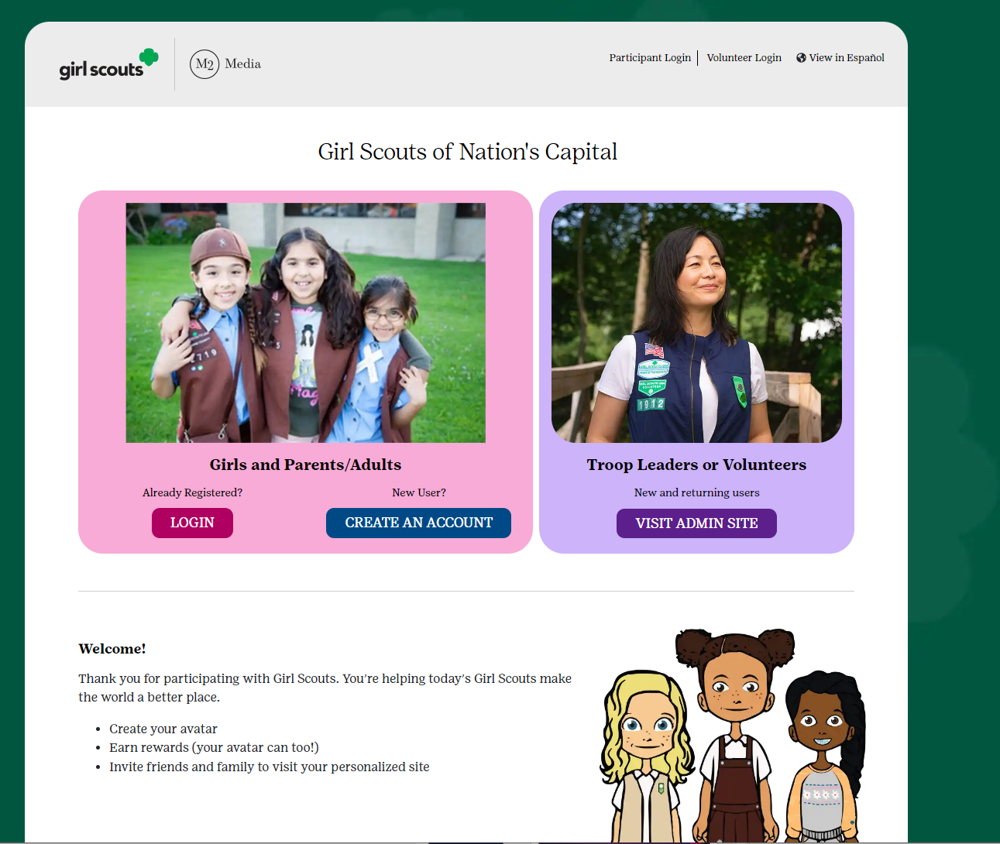 girl scouts
M2 Media
Participant Login
Volunteer Login
View in Español
Girl Scouts of Nation's Capital
2719
1912
Girls and Parents/Adults
Already Registered?
New User?
LOGIN
CREATE AN ACCOUNT
Troop Leaders or Volunteers
New and returning users
VISIT ADMIN SITE
Welcome!
Thank you for participating with Girl Scouts. You’re helping today’s Girl Scouts make
the world a better place.
• Create your avatar
• Earn rewards (your avatar can too!)
• Invite friends and family to visit your personalized site